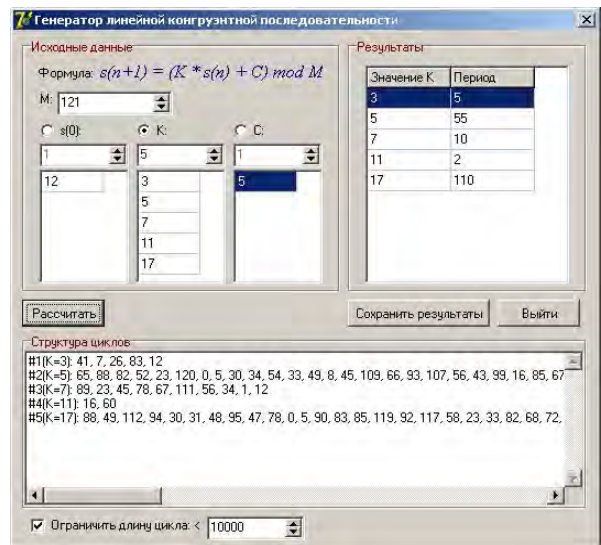 Генератор линейной конгруэнтной последовательности
Исходные данные
Формула: s(n+1) = (K * s(n) + C) mod M
M: 121
s(0): K: C:
1 5 1
12 3 5
5
7
11
17
Результаты
Значение К Период
3 5
5 55
7 10
11 2
17 110
Рассчитать
Сохранить результаты
Выйти
Структура циклов
#1(K=3): 41, 7, 26, 83, 12
#2(K=5): 65, 88, 82, 52, 23, 120, 0, 5, 30, 34, 54, 33, 49, 8, 45, 109, 66, 93, 107, 56, 43, 99, 16, 85, 67
#3(K=7): 89, 23, 45, 78, 67, 111, 56, 34, 1, 12
#4(K=11): 16, 60
#5(K=17): 88, 49, 112, 94, 30, 31, 48, 95, 47, 78, 0, 5, 90, 83, 85, 119, 92, 117, 58, 23, 33, 82, 68, 72,
Ограничить длину цикла: < 10000